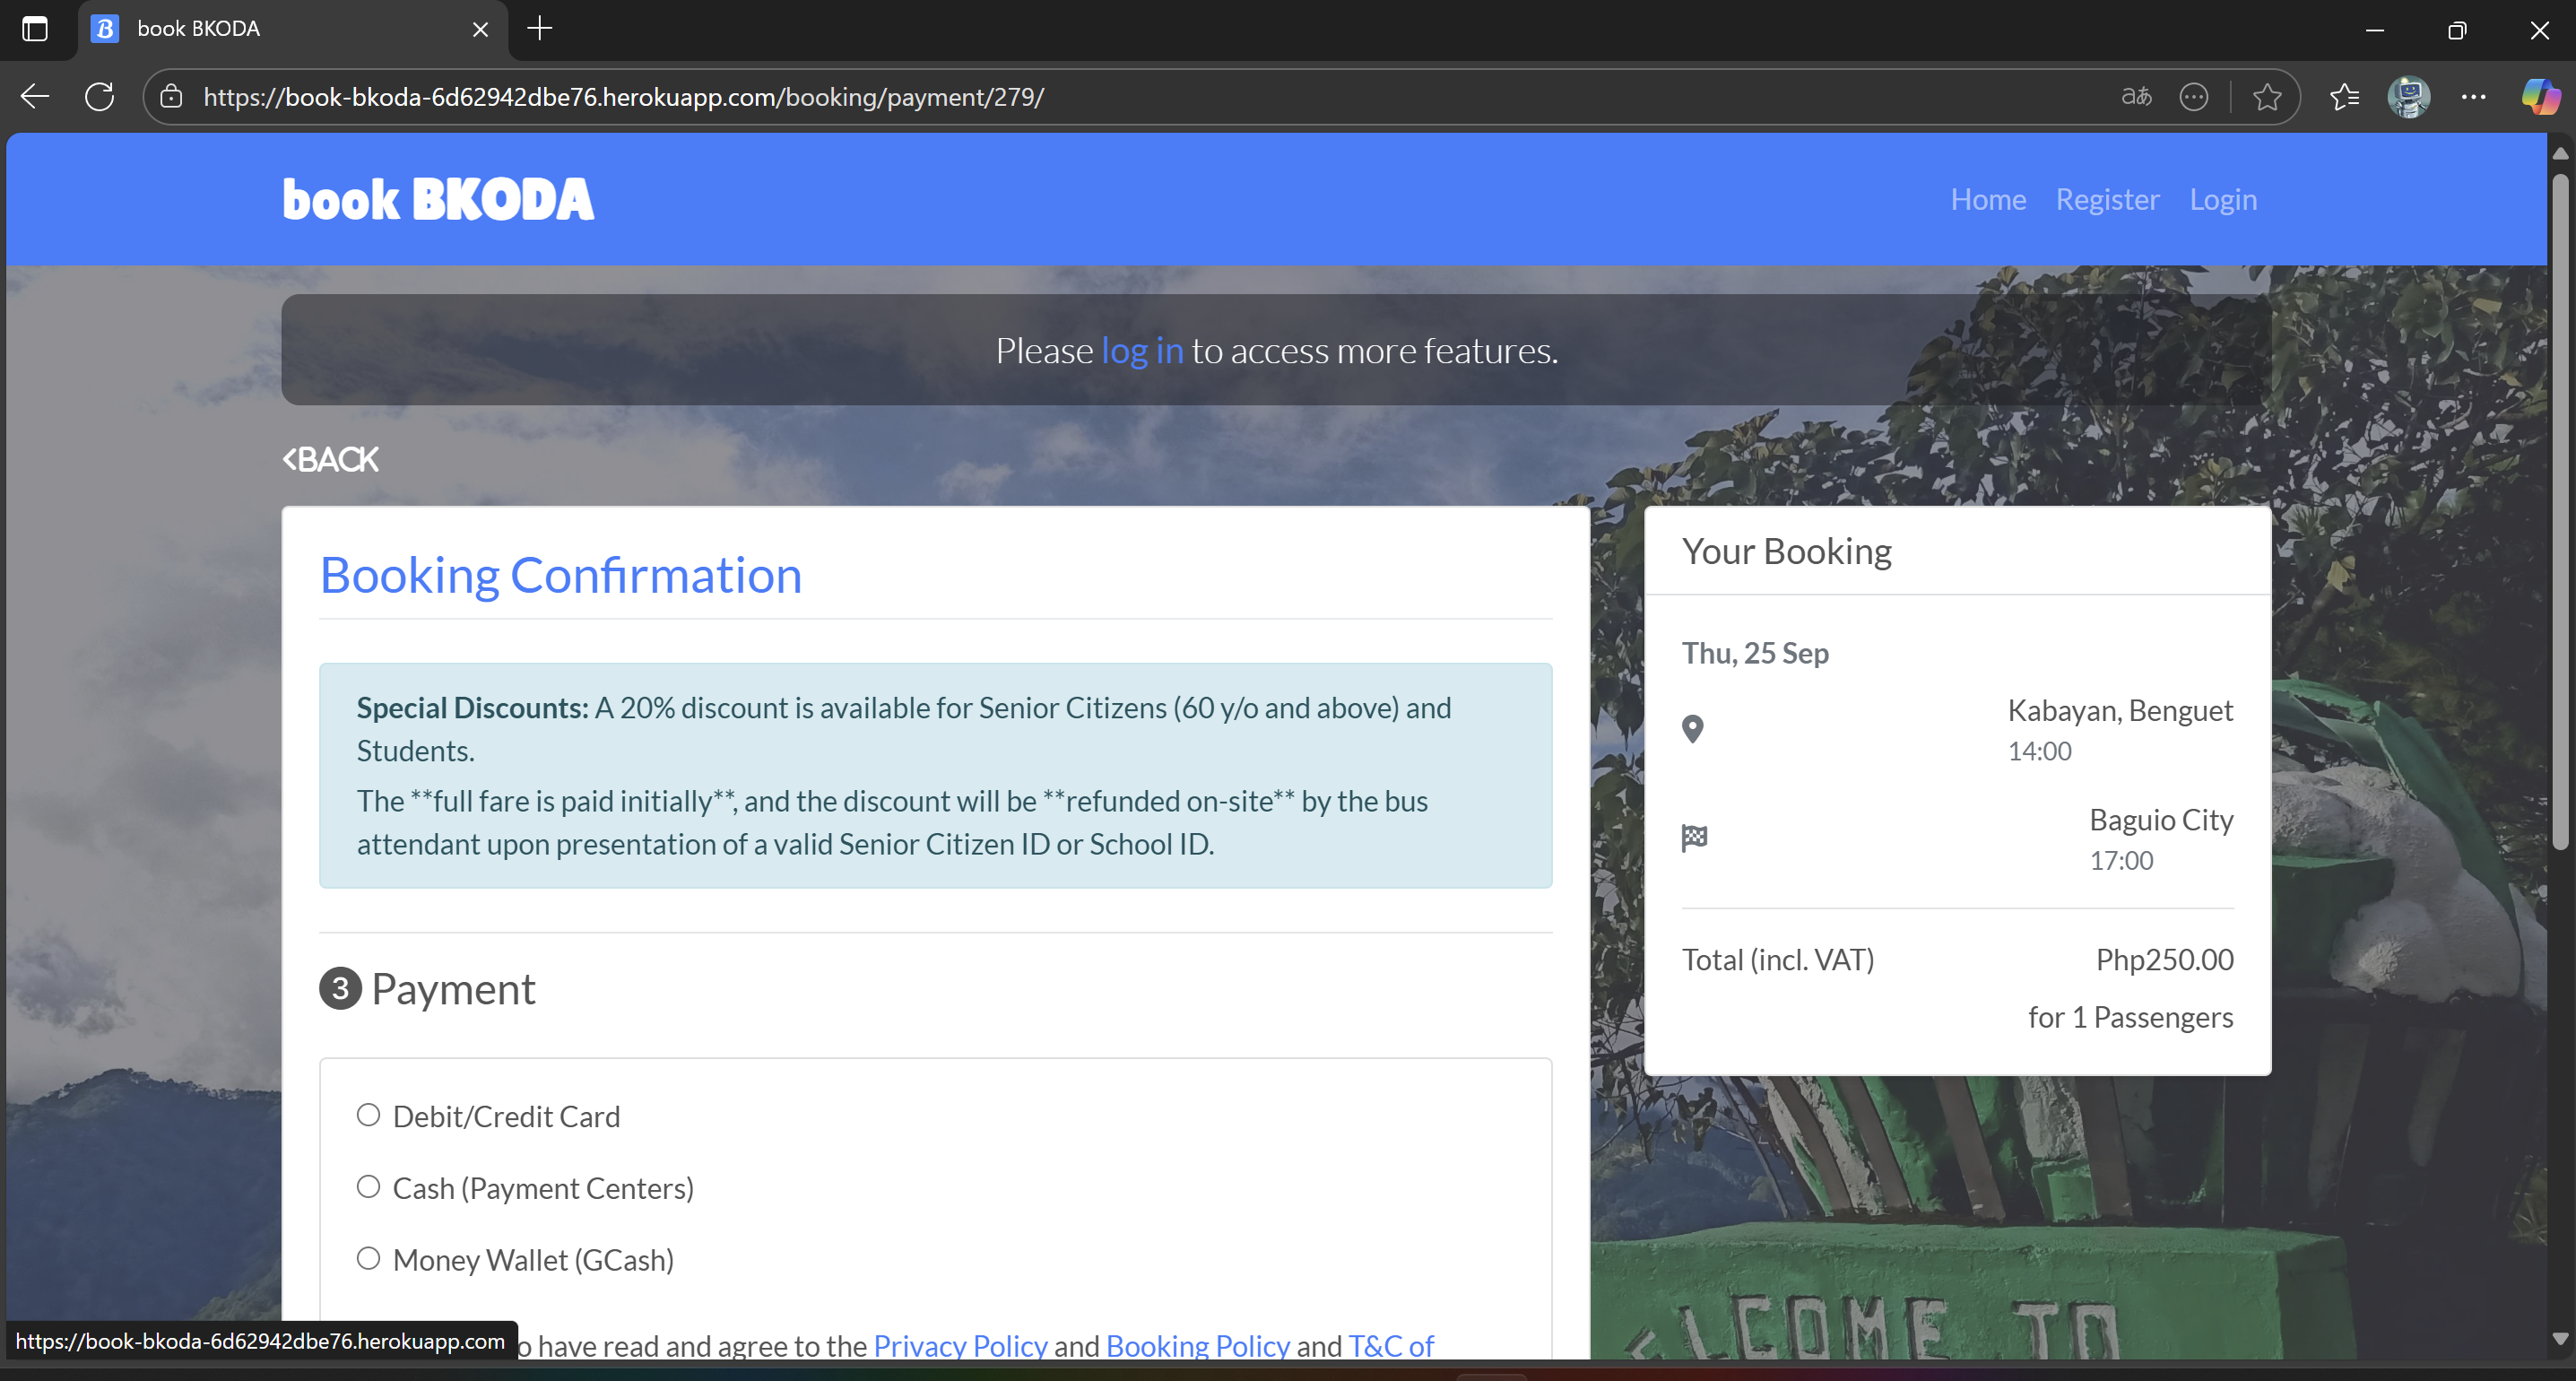 book BKODA
https://book-bkoda-6d62942dbe76.herokuapp.com/booking/payment/279/
book BKODA
Home Register Login
Please log in to access more features.
<BACK
Booking Confirmation
Special Discounts: A 20% discount is available for Senior Citizens (60 y/o and above) and
Students.
The **full fare is paid initially**, and the discount will be **refunded on-site** by the bus
attendant upon presentation of a valid Senior Citizen ID or School ID.
3 Payment
Debit/Credit Card
Cash (Payment Centers)
Money Wallet (GCash)
o have read and agree to the Privacy Policy and Booking Policy and T&C of
Your Booking
Thu, 25 Sep
Kabayan, Benguet
14:00
Baguio City
17:00
Total (incl. VAT) Php250.00
for 1 Passengers
ELCOME TO
https://book-bkoda-6d62942dbe76.herokuapp.com